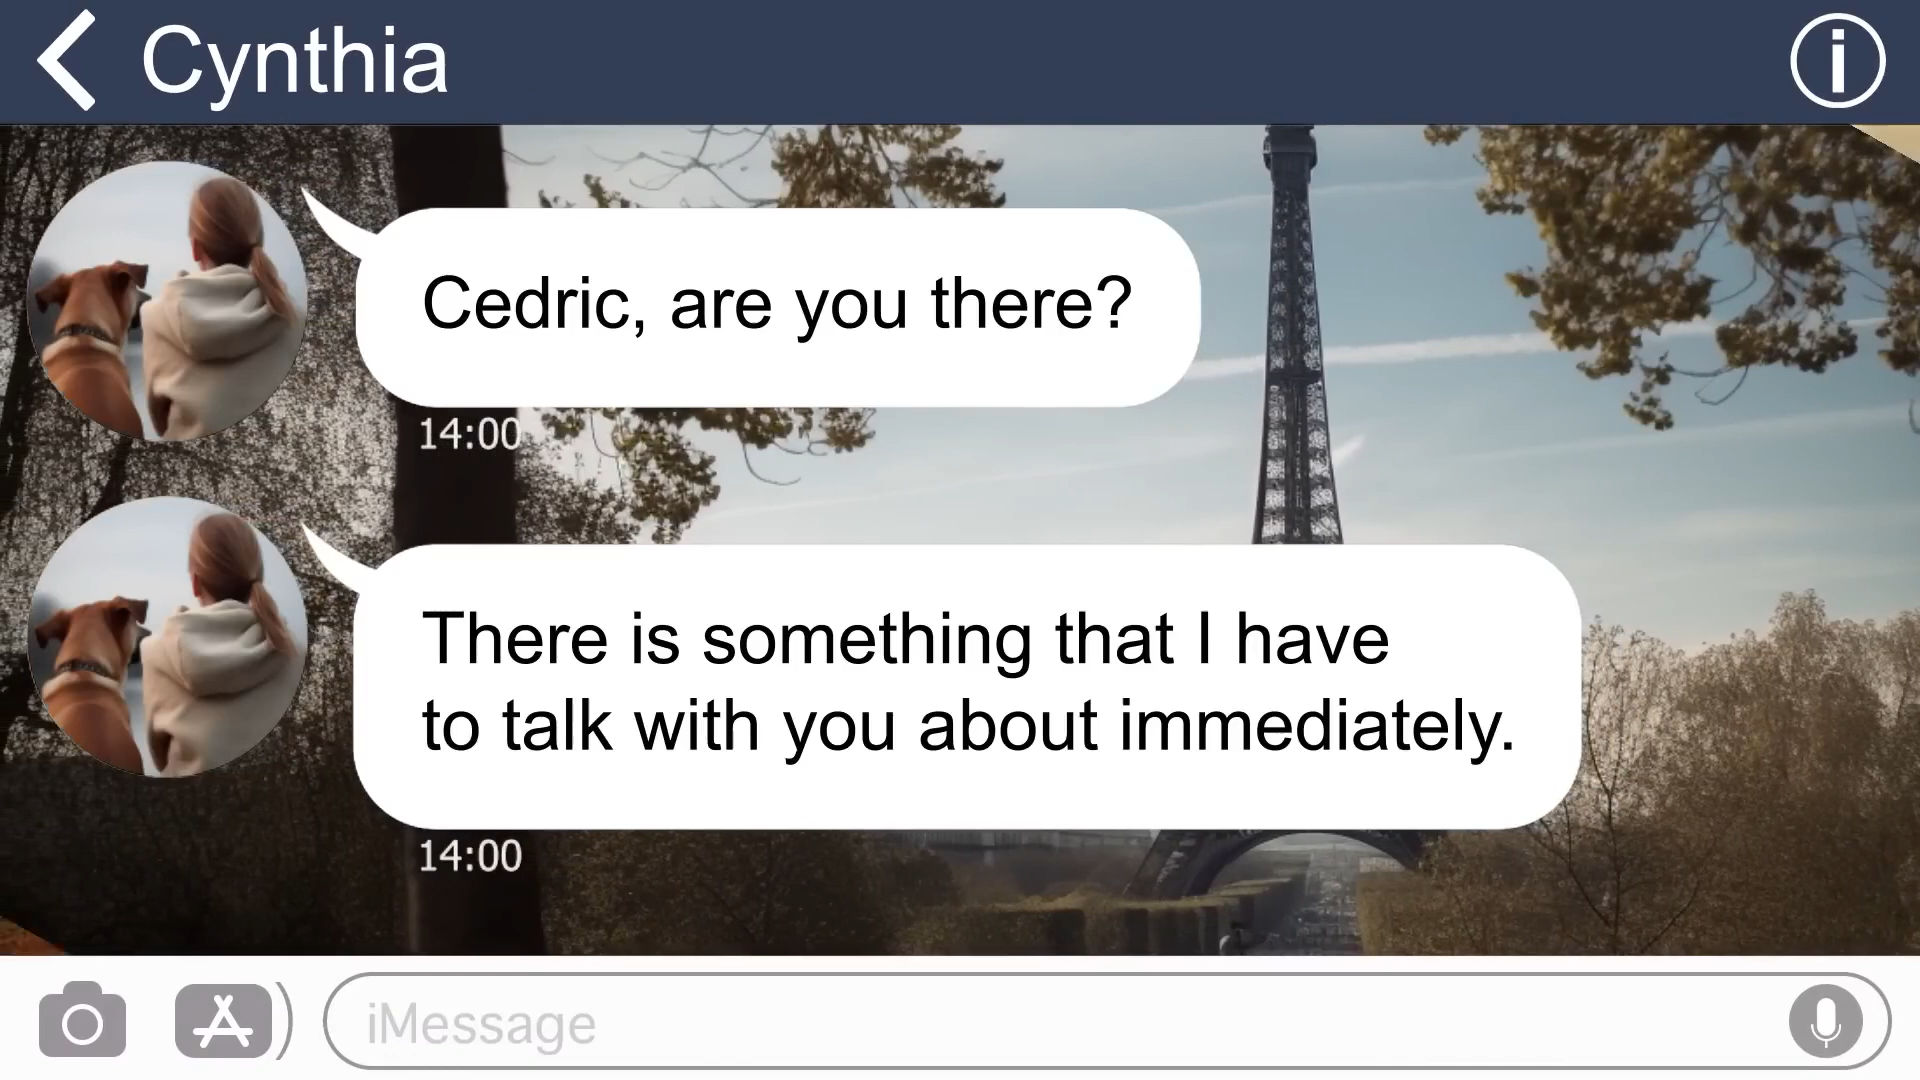 Cynthia
Cedric, are you there?
14:00
There is something that I have
to talk with you about immediately.
14:00
iMessage